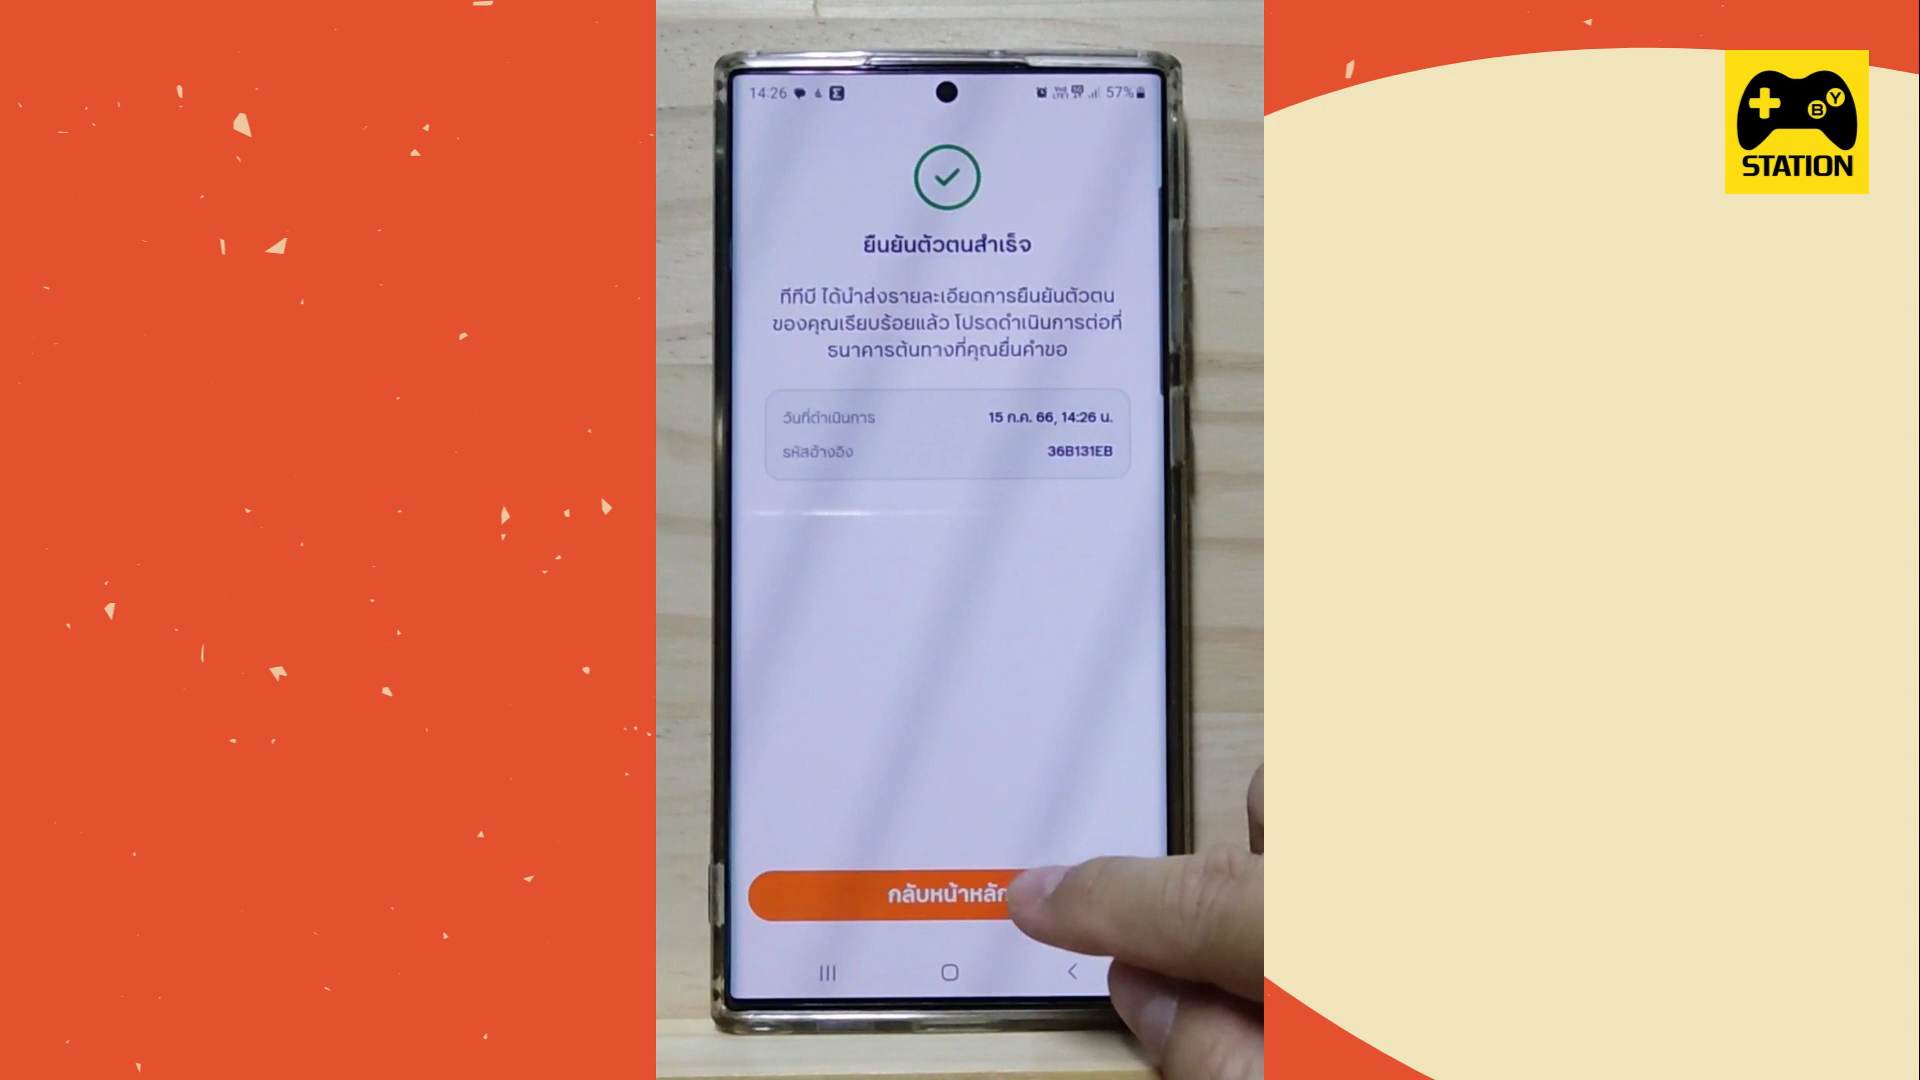 14:26
57%
ยืนยันตัวตนสำเร็จ
ทีทีบี ได้นำส่งรายละเอียดการยืนยันตัวตน
ของคุณเรียบร้อยแล้ว โปรดดำเนินการต่อที่
ธนาคารต้นทางที่คุณยื่นคำขอ
วันที่ดำเนินการ 15 ก.ค. 66, 14:26 น.
รหัสอ้างอิง 36B131EB
กลับหน้าหลัก
B Y
STATION